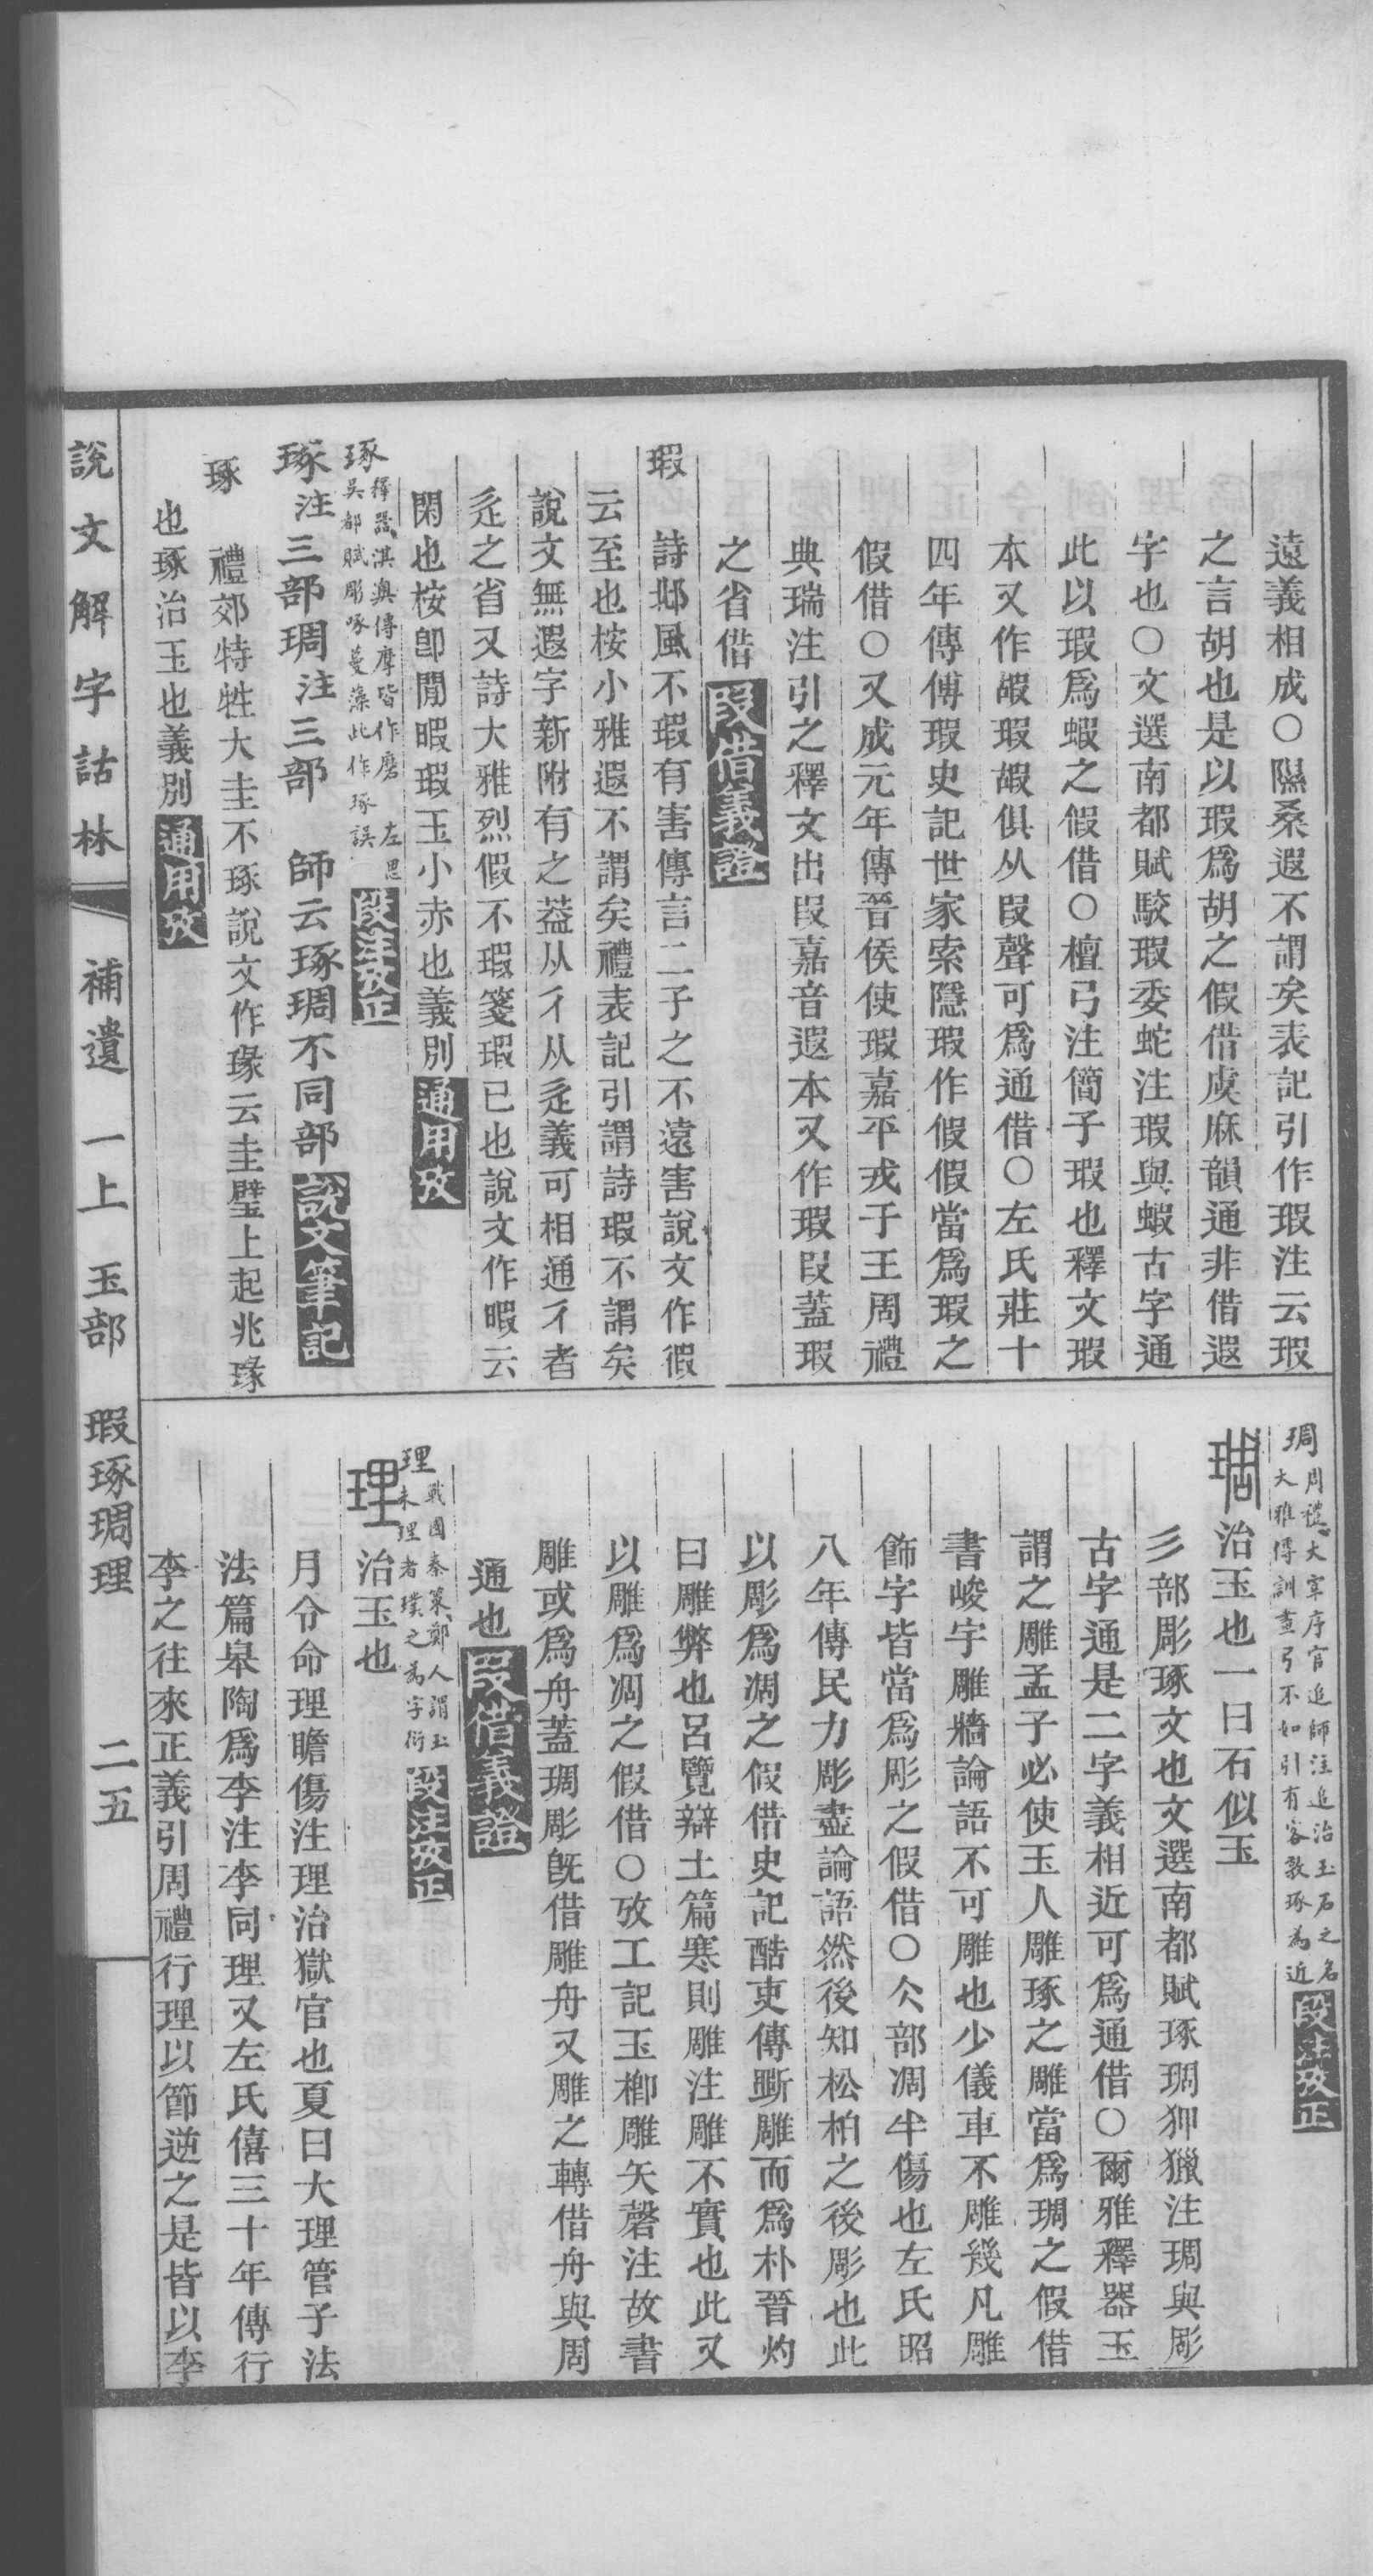 遠義相成○隰桑遐不謂矣表記引作瑕注云瑕
之言胡也是以瑕爲胡之假借虞麻韻通非借遐
字也○文選南都賦駮瑕委蛇注瑕與蝦古字通
此以瑕爲蝦之假借○檀弓注簡子瑕也釋文瑕
本又作嘏瑕嘏俱从叚聲可爲通借○左氏莊十
四年傳傅瑕史記世家索隱瑕作假假當爲瑕之
假借○又成元年傳晉侯使瑕嘉平戎于王周禮
典瑞注引之釋文出叚嘉音遐本又作瑕叚蓋瑕
之省借叚借義證
瑕 詩邶風不瑕有害傳言二子之不遠害說文作徦
云至也桉小雅遐不謂矣禮表記引謂詩瑕不謂矣
說文無遐字新附有之葢从彳从辵義可相通彳者
辵之省又詩大雅烈假不瑕箋瑕已也說文作暇云
閑也桉卽閒暇瑕玉小赤也義別通用攷
琢 釋器淇奧傳摩皆作磨 左思
吳都賦彫啄蔓藻此作琢誤 段注攷正
琢注三部琱注三部 師云琢琱不同部說文筆記
琢 禮郊特牲大圭不琢說文作瑑云圭璧上起兆瑑
也琢治玉也義別通用攷
琱 周禮大宰序官追師注追治玉石之名
大雅傳訓畫弓不如引有客敦琢為近 段注攷正
琱 治玉也一曰石似玉
彡部彫琢文也文選南都賦琢琱狎獵注琱與彫
古字通是二字義相近可爲通借○爾雅釋器玉
謂之雕孟子必使玉人雕琢之雕當爲琱之假借
書峻宇雕牆論語不可雕也少儀車不雕幾凡雕
飾字皆當爲彫之假借○仌部凋半傷也左氏昭
八年傳民力彫盡論語然後知松柏之後彫也此
以彫爲凋之假借史記酷吏傳斲雕而爲朴晉灼
曰雕弊也呂覽辯土篇寒則雕注雕不實也此又
以雕爲凋之假借○攷工記玉楖雕矢磬注故書
雕或爲舟蓋琱彫旣借雕舟又雕之轉借舟與周
通也叚借義證
理 戰國秦策鄭人謂玉
未理者璞之為字衍 段注攷正
理 治玉也
月令命理瞻傷注理治獄官也夏曰大理管子法
法篇皋陶爲李注李同理又左氏僖三十年傳行
李之往來正義引周禮行理以節逆之是皆以李
說文解字詁林 補遺 一上 玉部 瑕琢琱理 二五